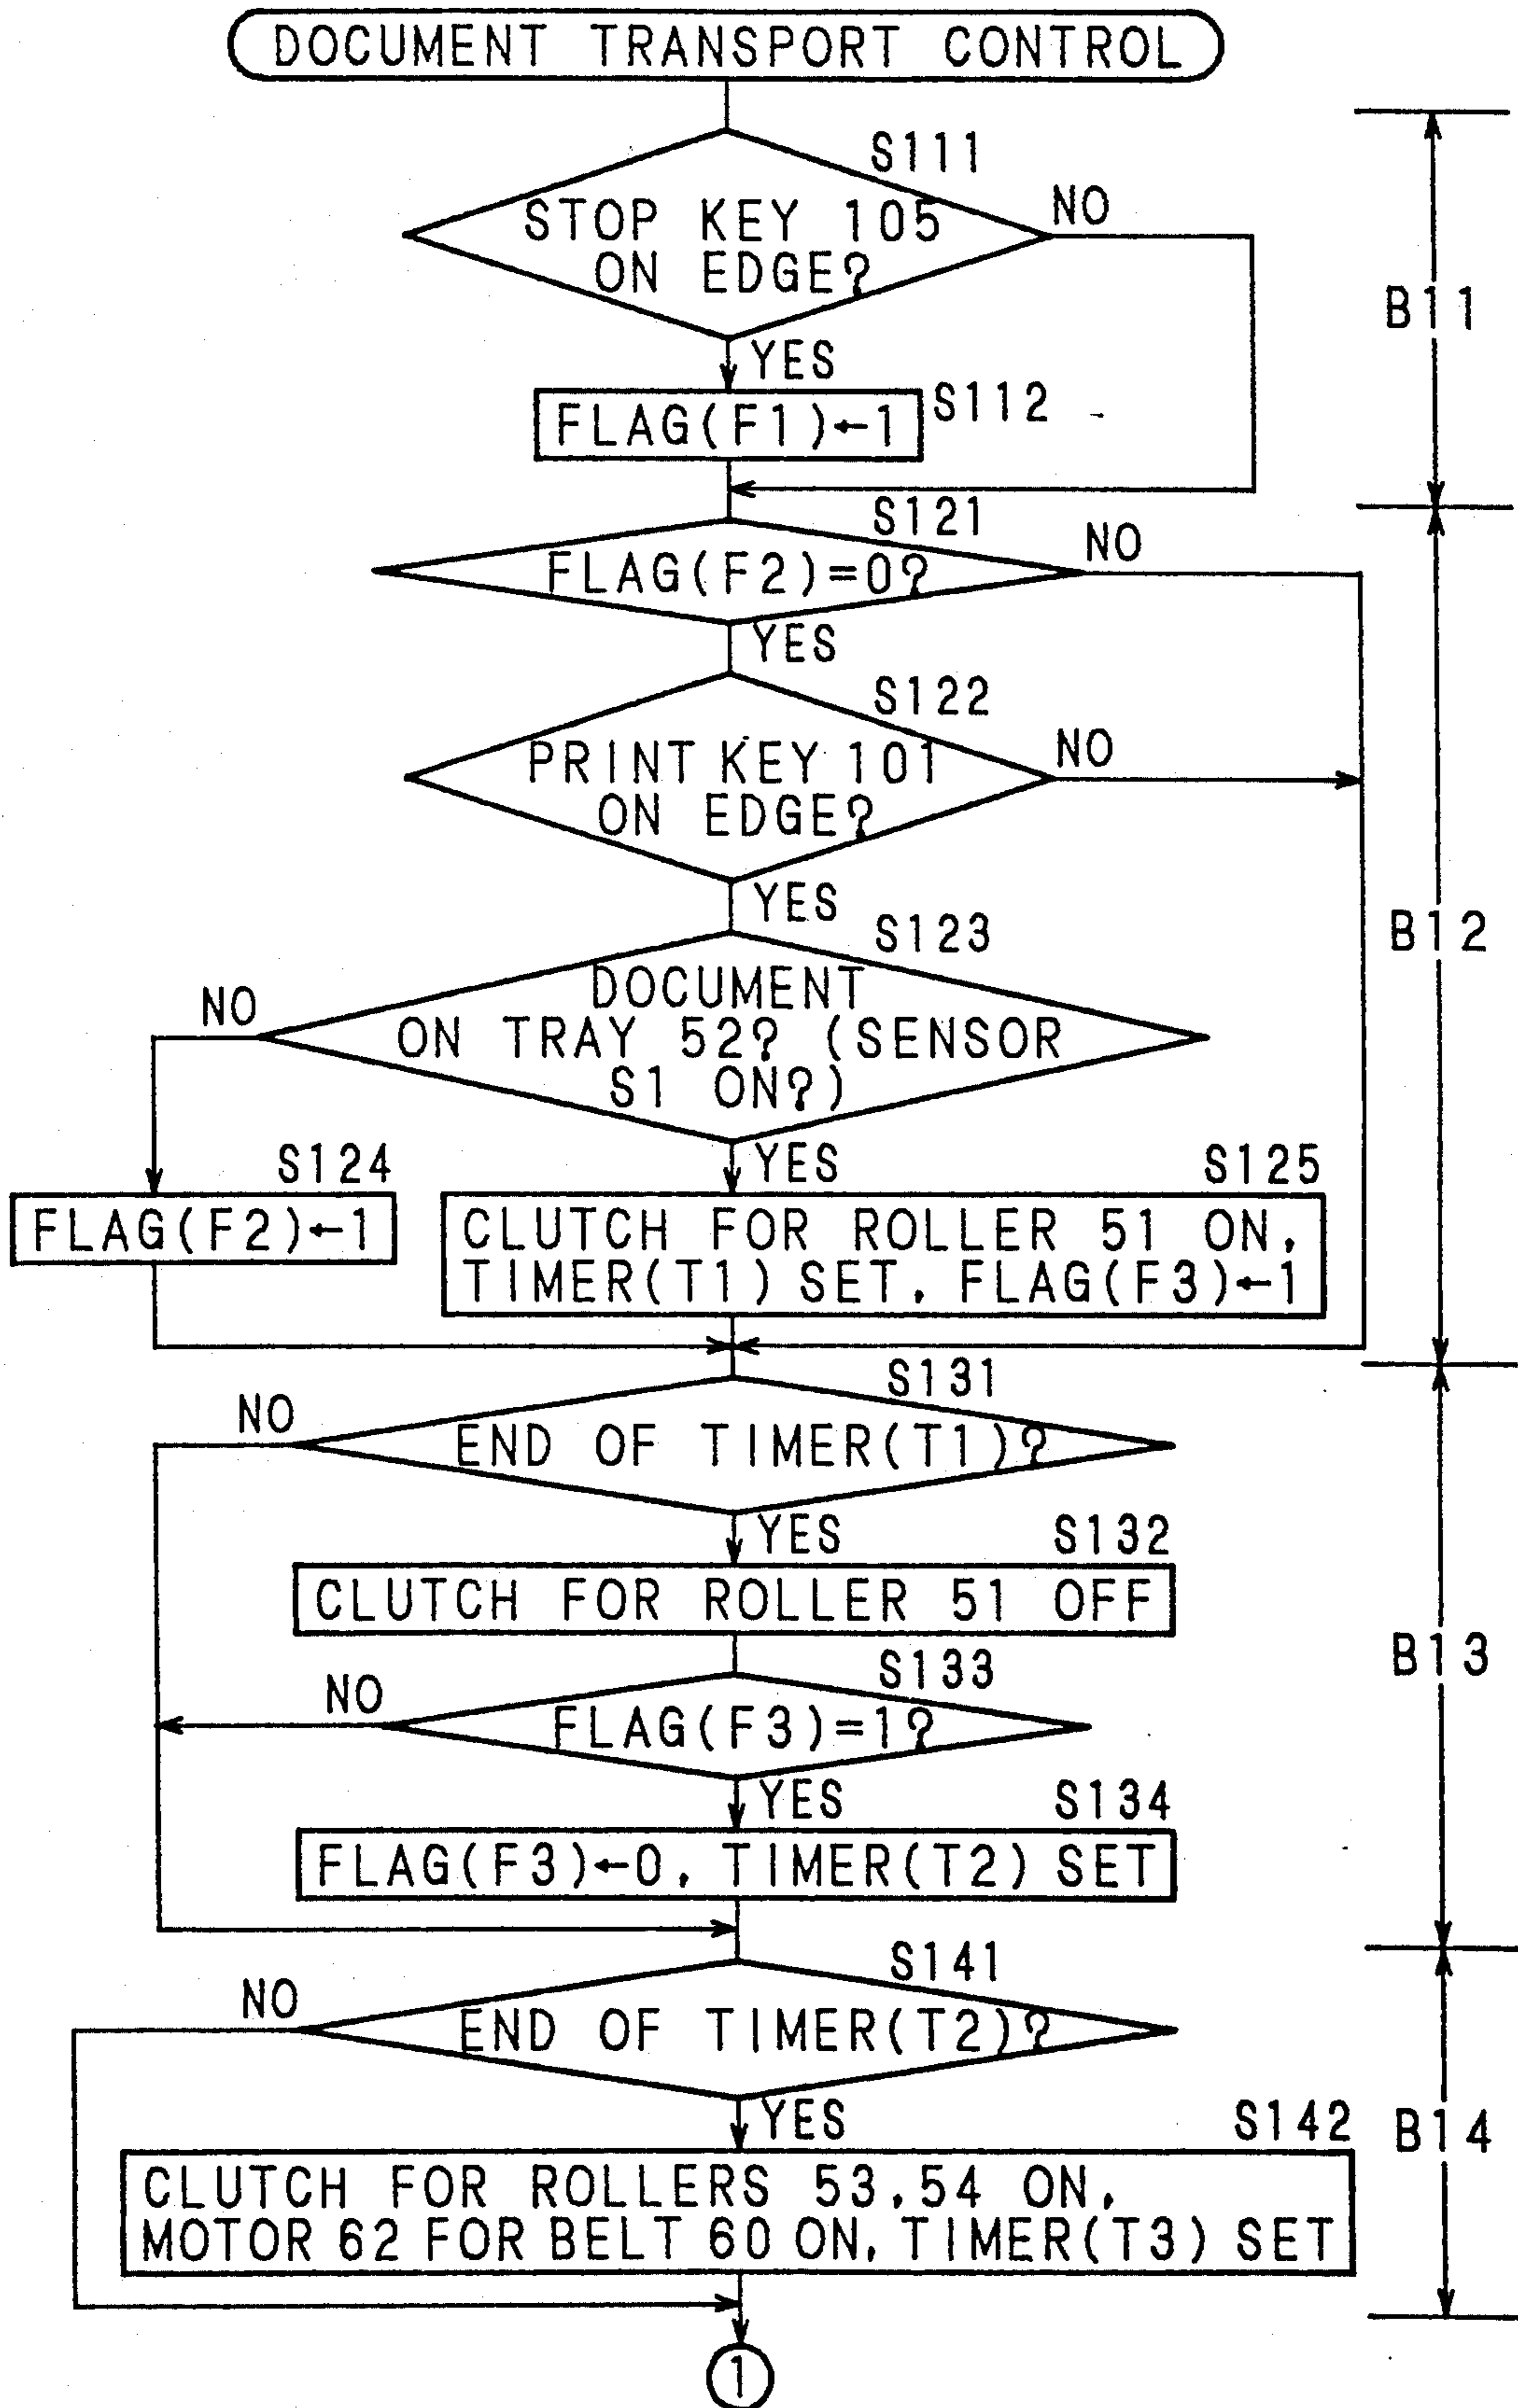 DOCUMENT TRANSPORT CONTROL
S111
STOP KEY 105
ON EDGE?
NO
YES
FLAG(F1)←1
S112
B11
S121
FLAG(F2)=0?
NO
YES
S122
PRINT KEY 101
ON EDGE?
NO
YES
S123
DOCUMENT
ON TRAY 52? (SENSOR
S1 ON?)
NO
YES
B12
S124
FLAG(F2)←1
S125
CLUTCH FOR ROLLER 51 ON,
TIMER(T1) SET, FLAG(F3)←1
S131
END OF TIMER(T1)?
NO
YES
S132
CLUTCH FOR ROLLER 51 OFF
B13
S133
FLAG(F3)=1?
NO
YES
S134
FLAG(F3)←0, TIMER(T2) SET
S141
END OF TIMER(T2)?
NO
YES
S142
B14
CLUTCH FOR ROLLERS 53,54 ON,
MOTOR 62 FOR BELT 60 ON, TIMER(T3) SET
1